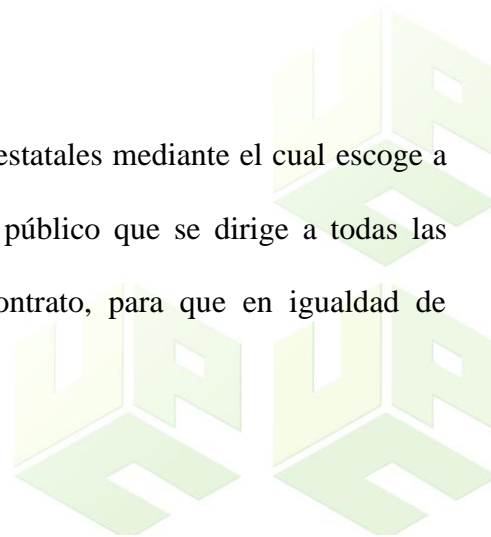 estatales mediante el cual escoge a
público que se dirige a todas las
ontrato, para que en igualdad de